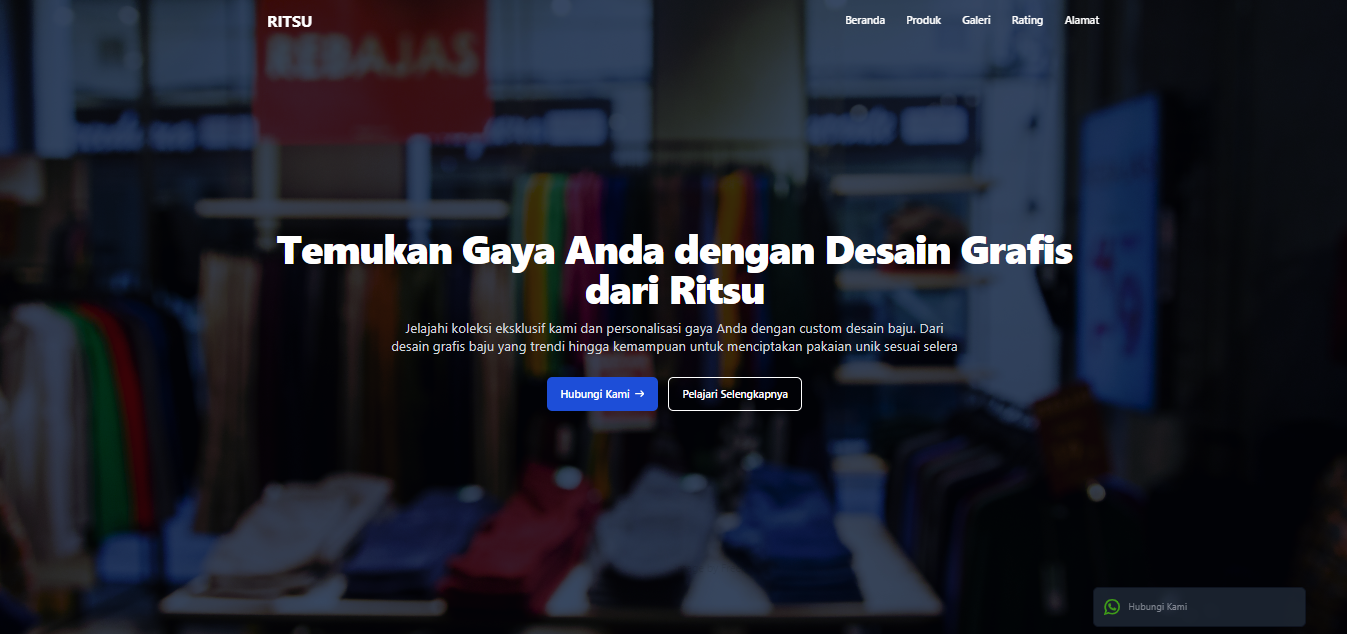 RITSU
Beranda
Produk
Galeri
Rating
Alamat
REBAJAS
Temukan Gaya Anda dengan Desain Grafis
dari Ritsu
Jelajahi koleksi eksklusif kami dan personalisasi gaya Anda dengan custom desain baju. Dari
desain grafis baju yang trendi hingga kemampuan untuk menciptakan pakaian unik sesuai selera
Hubungi Kami →
Pelajari Selengkapnya
Hubungi Kami